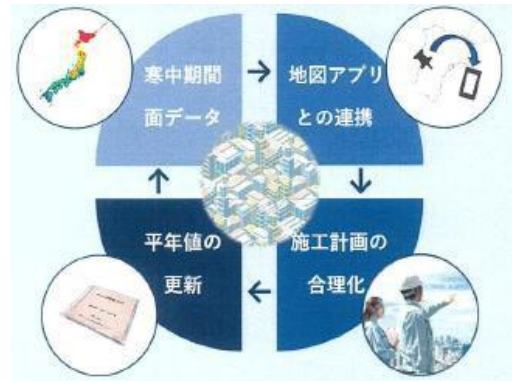 寒中期間
面データ
地図アプリ
との連携
施工計画の
合理化
平年値の
更新